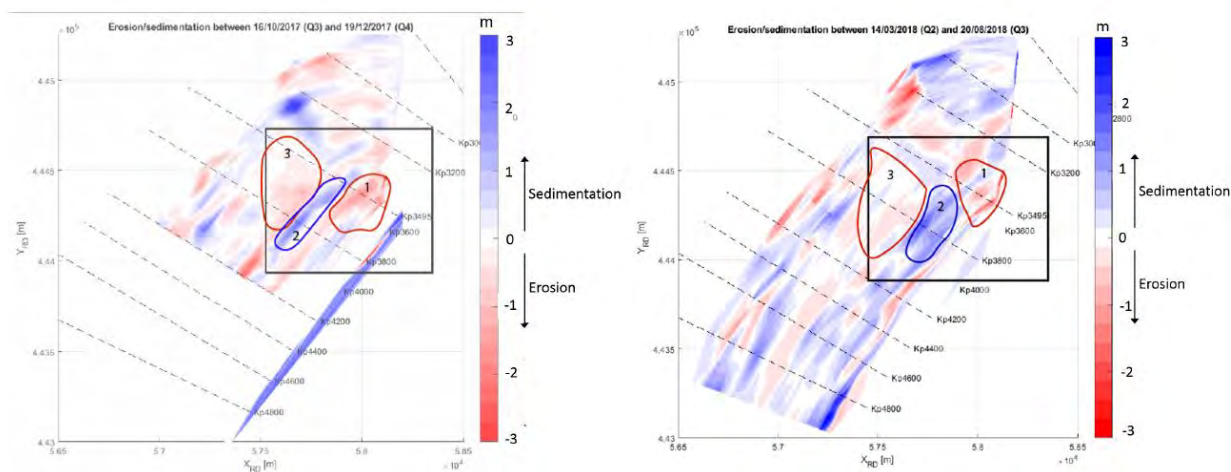 Erosion/sedimentation between 16/10/2017 (Q3) and 19/12/2017 (Q4)
m
× 10⁵
4.45
4.445
4.44
4.435
4.43
Y_RD [m]
5.65
5.7
5.75
5.8
5.85
X_RD [m]
× 10⁴
3
1
2
Kp3200
Kp3495
Kp3600
Kp3800
Kp4000
Kp4200
Kp4400
Kp4600
Kp4800
3
2
1
0
-1
-2
-3
Sedimentation
Erosion
Erosion/sedimentation between 14/03/2018 (Q2) and 20/06/2018 (Q3)
m
× 10⁵
4.45
4.445
4.44
4.435
4.43
Y_RD [m]
5.65
5.7
5.75
5.8
5.85
X_RD [m]
× 10⁴
3
1
2
2800
Kp3200
Kp3495
Kp3600
Kp3800
Kp4000
Kp4200
Kp4400
Kp4600
Kp4800
3
2
1
0
-1
-2
-3
Sedimentation
Erosion